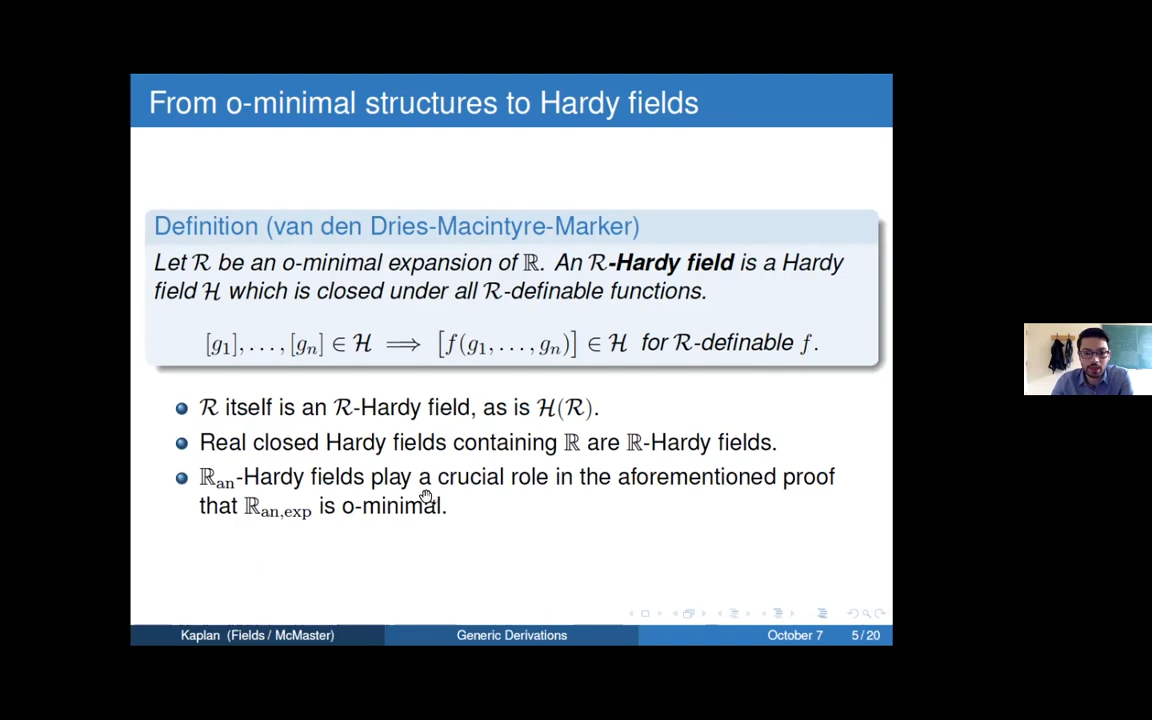 From o-minimal structures to Hardy fields
Definition (van den Dries-Macintyre-Marker)
Let ℛ be an o-minimal expansion of ℝ. An ℛ-Hardy field is a Hardy
field ℋ which is closed under all ℛ-definable functions.
[g₁], . . . , [gₙ] ∈ ℋ ⟹ [f(g₁, . . . , gₙ)] ∈ ℋ for ℛ-definable f.
ℛ itself is an ℛ-Hardy field, as is ℋ(ℛ).
Real closed Hardy fields containing ℝ are ℝ-Hardy fields.
ℝan-Hardy fields play a crucial role in the aforementioned proof
that ℝan,exp is o-minimal.
Kaplan (Fields / McMaster) Generic Derivations October 7 5 / 20